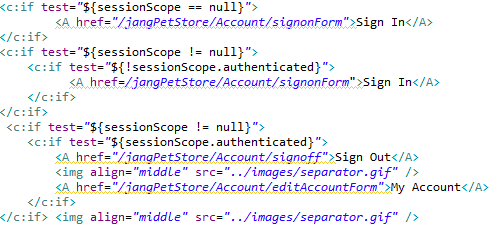 <c:if test="${sessionScope == null}">
<A href="/jangPetStore/Account/signonForm">Sign In</A>
</c:if>
<c:if test="${sessionScope != null}">
<c:if test="${!sessionScope.authenticated}">
<A href=/jangPetStore/Account/signonForm">Sign In</A>
</c:if>
</c:if>
<c:if test="${sessionScope != null}">
<c:if test="${sessionScope.authenticated}">
<A href="/jangPetStore/Account/signoff">Sign Out</A>
<img align="middle" src="../images/separator.gif" />
<A href="/jangPetStore/Account/editAccountForm">My Account</A>
</c:if>
</c:if> <img align="middle" src="../images/separator.gif" />